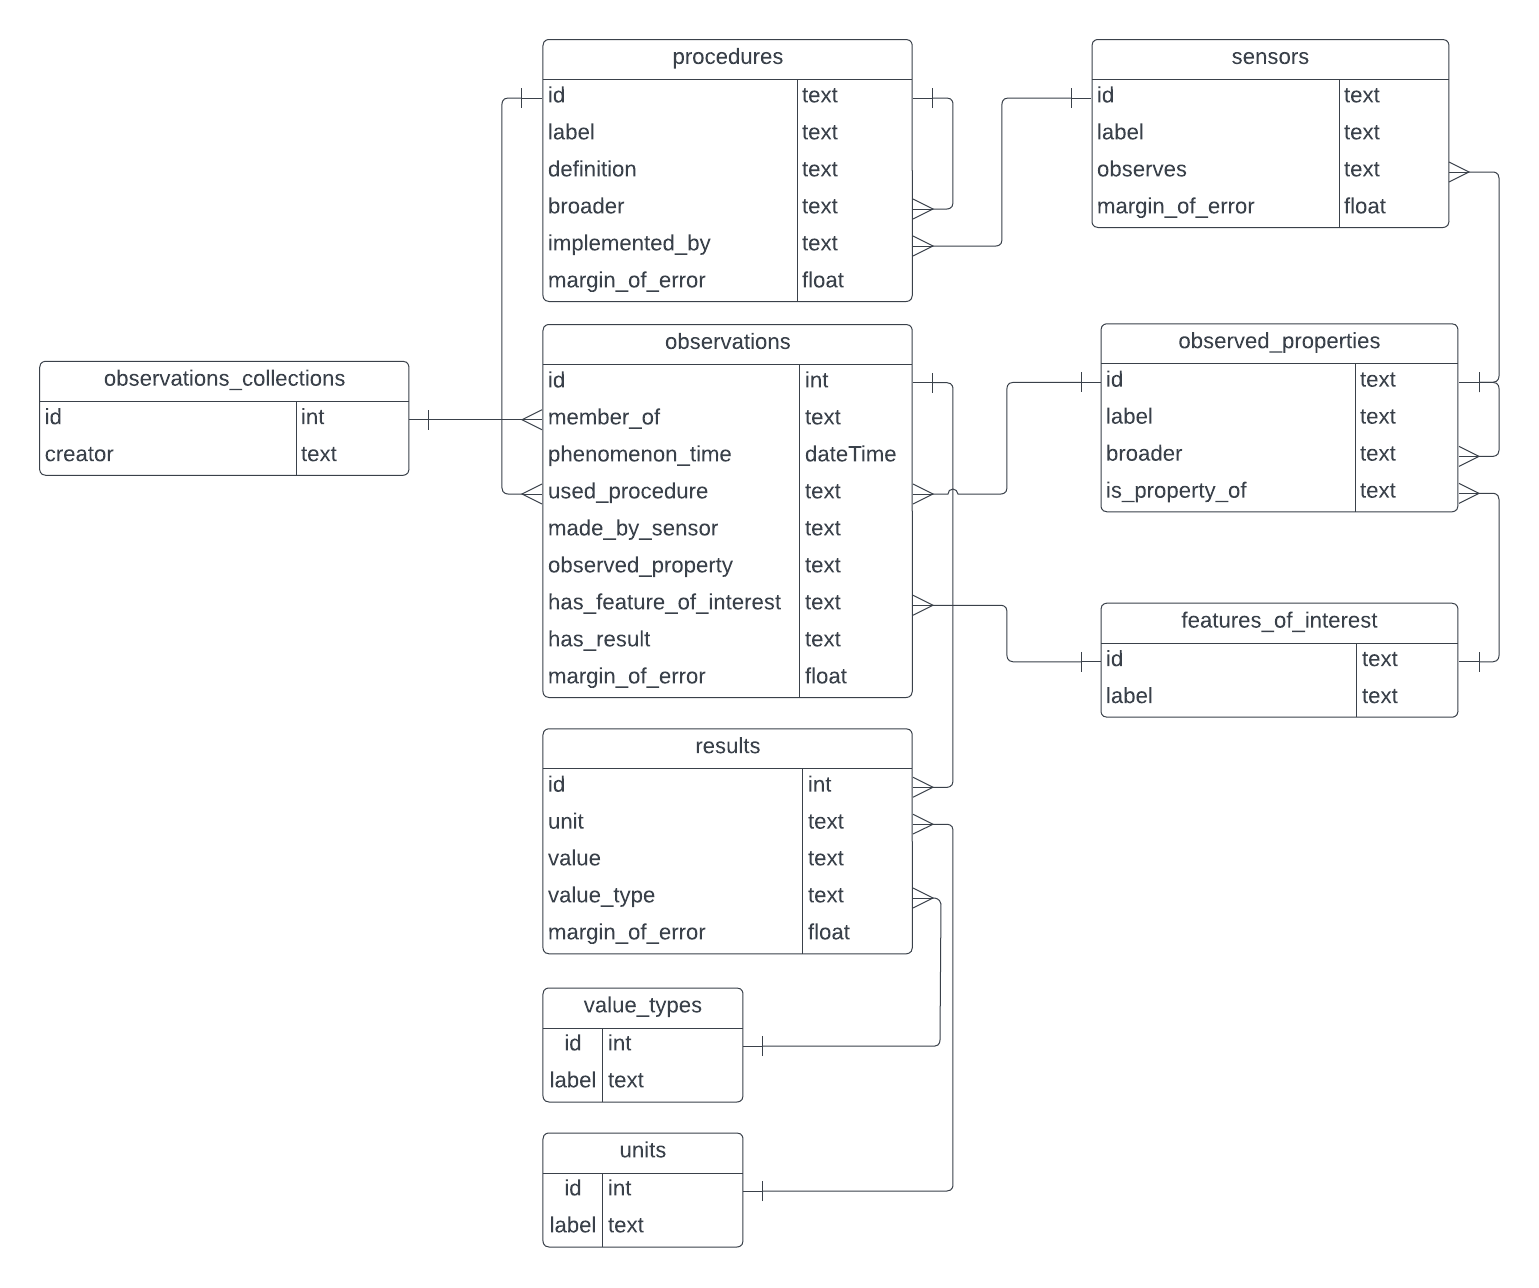 procedures
id text
label text
definition text
broader text
implemented_by text
margin_of_error float
sensors
id text
label text
observes text
margin_of_error float
observations_collections
id int
creator text
observations
id int
member_of text
phenomenon_time dateTime
used_procedure text
made_by_sensor text
observed_property text
has_feature_of_interest text
has_result text
margin_of_error float
observed_properties
id text
label text
broader text
is_property_of text
features_of_interest
id text
label text
results
id int
unit text
value text
value_type text
margin_of_error float
value_types
id int
label text
units
id int
label text